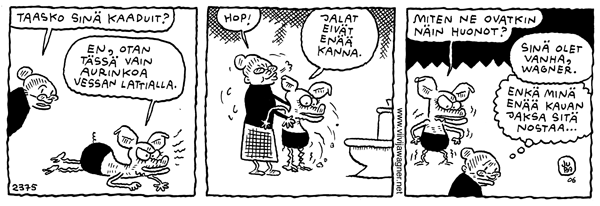 TAASKO SINÄ KAADUIT?
EN, OTAN
TÄSSÄ VAIN
AURINKOA
VESSAN LATTIALLA.
2375
HOP!
JALAT
EIVÄT
ENÄÄ
KANNA.
www.viivijawagner.net
MITEN NE OVATKIN
NÄIN HUONOT?
SINÄ OLET
VANHA,
WAGNER.
ENKÄ MINÄ
ENÄÄ KAUAN
JAKSA SITÄ
NOSTAA...
JU
06